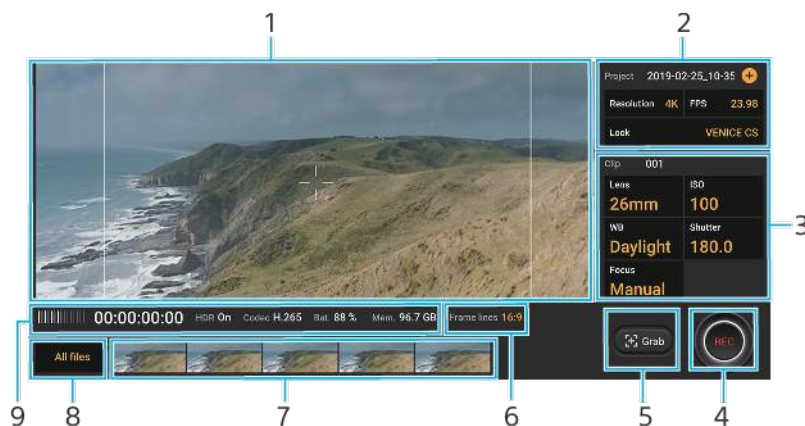 1
2
Project 2019-02-25_10-35
Resolution 4K FPS 23.98
Look VENICE CS
Clip 001
Lens ISO
26mm 100
WB Shutter
Daylight 180.0
Focus
Manual
3
00:00:00:00 HDR On Codec H.265 Bat. 88 % Mem. 96.7 GB Frame lines 16:9
Grab REC
All files
9 8 7 6 5 4